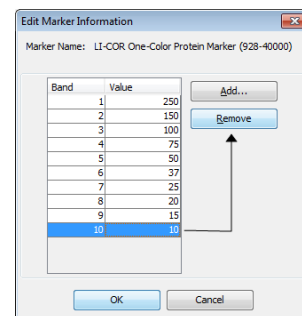 Edit Marker Information
Marker Name: LI-COR One-Color Protein Marker (928-40000)
Band Value
1 250
2 150
3 100
4 75
5 50
6 37
7 25
8 20
9 15
10 10
Add...
Remove
OK Cancel